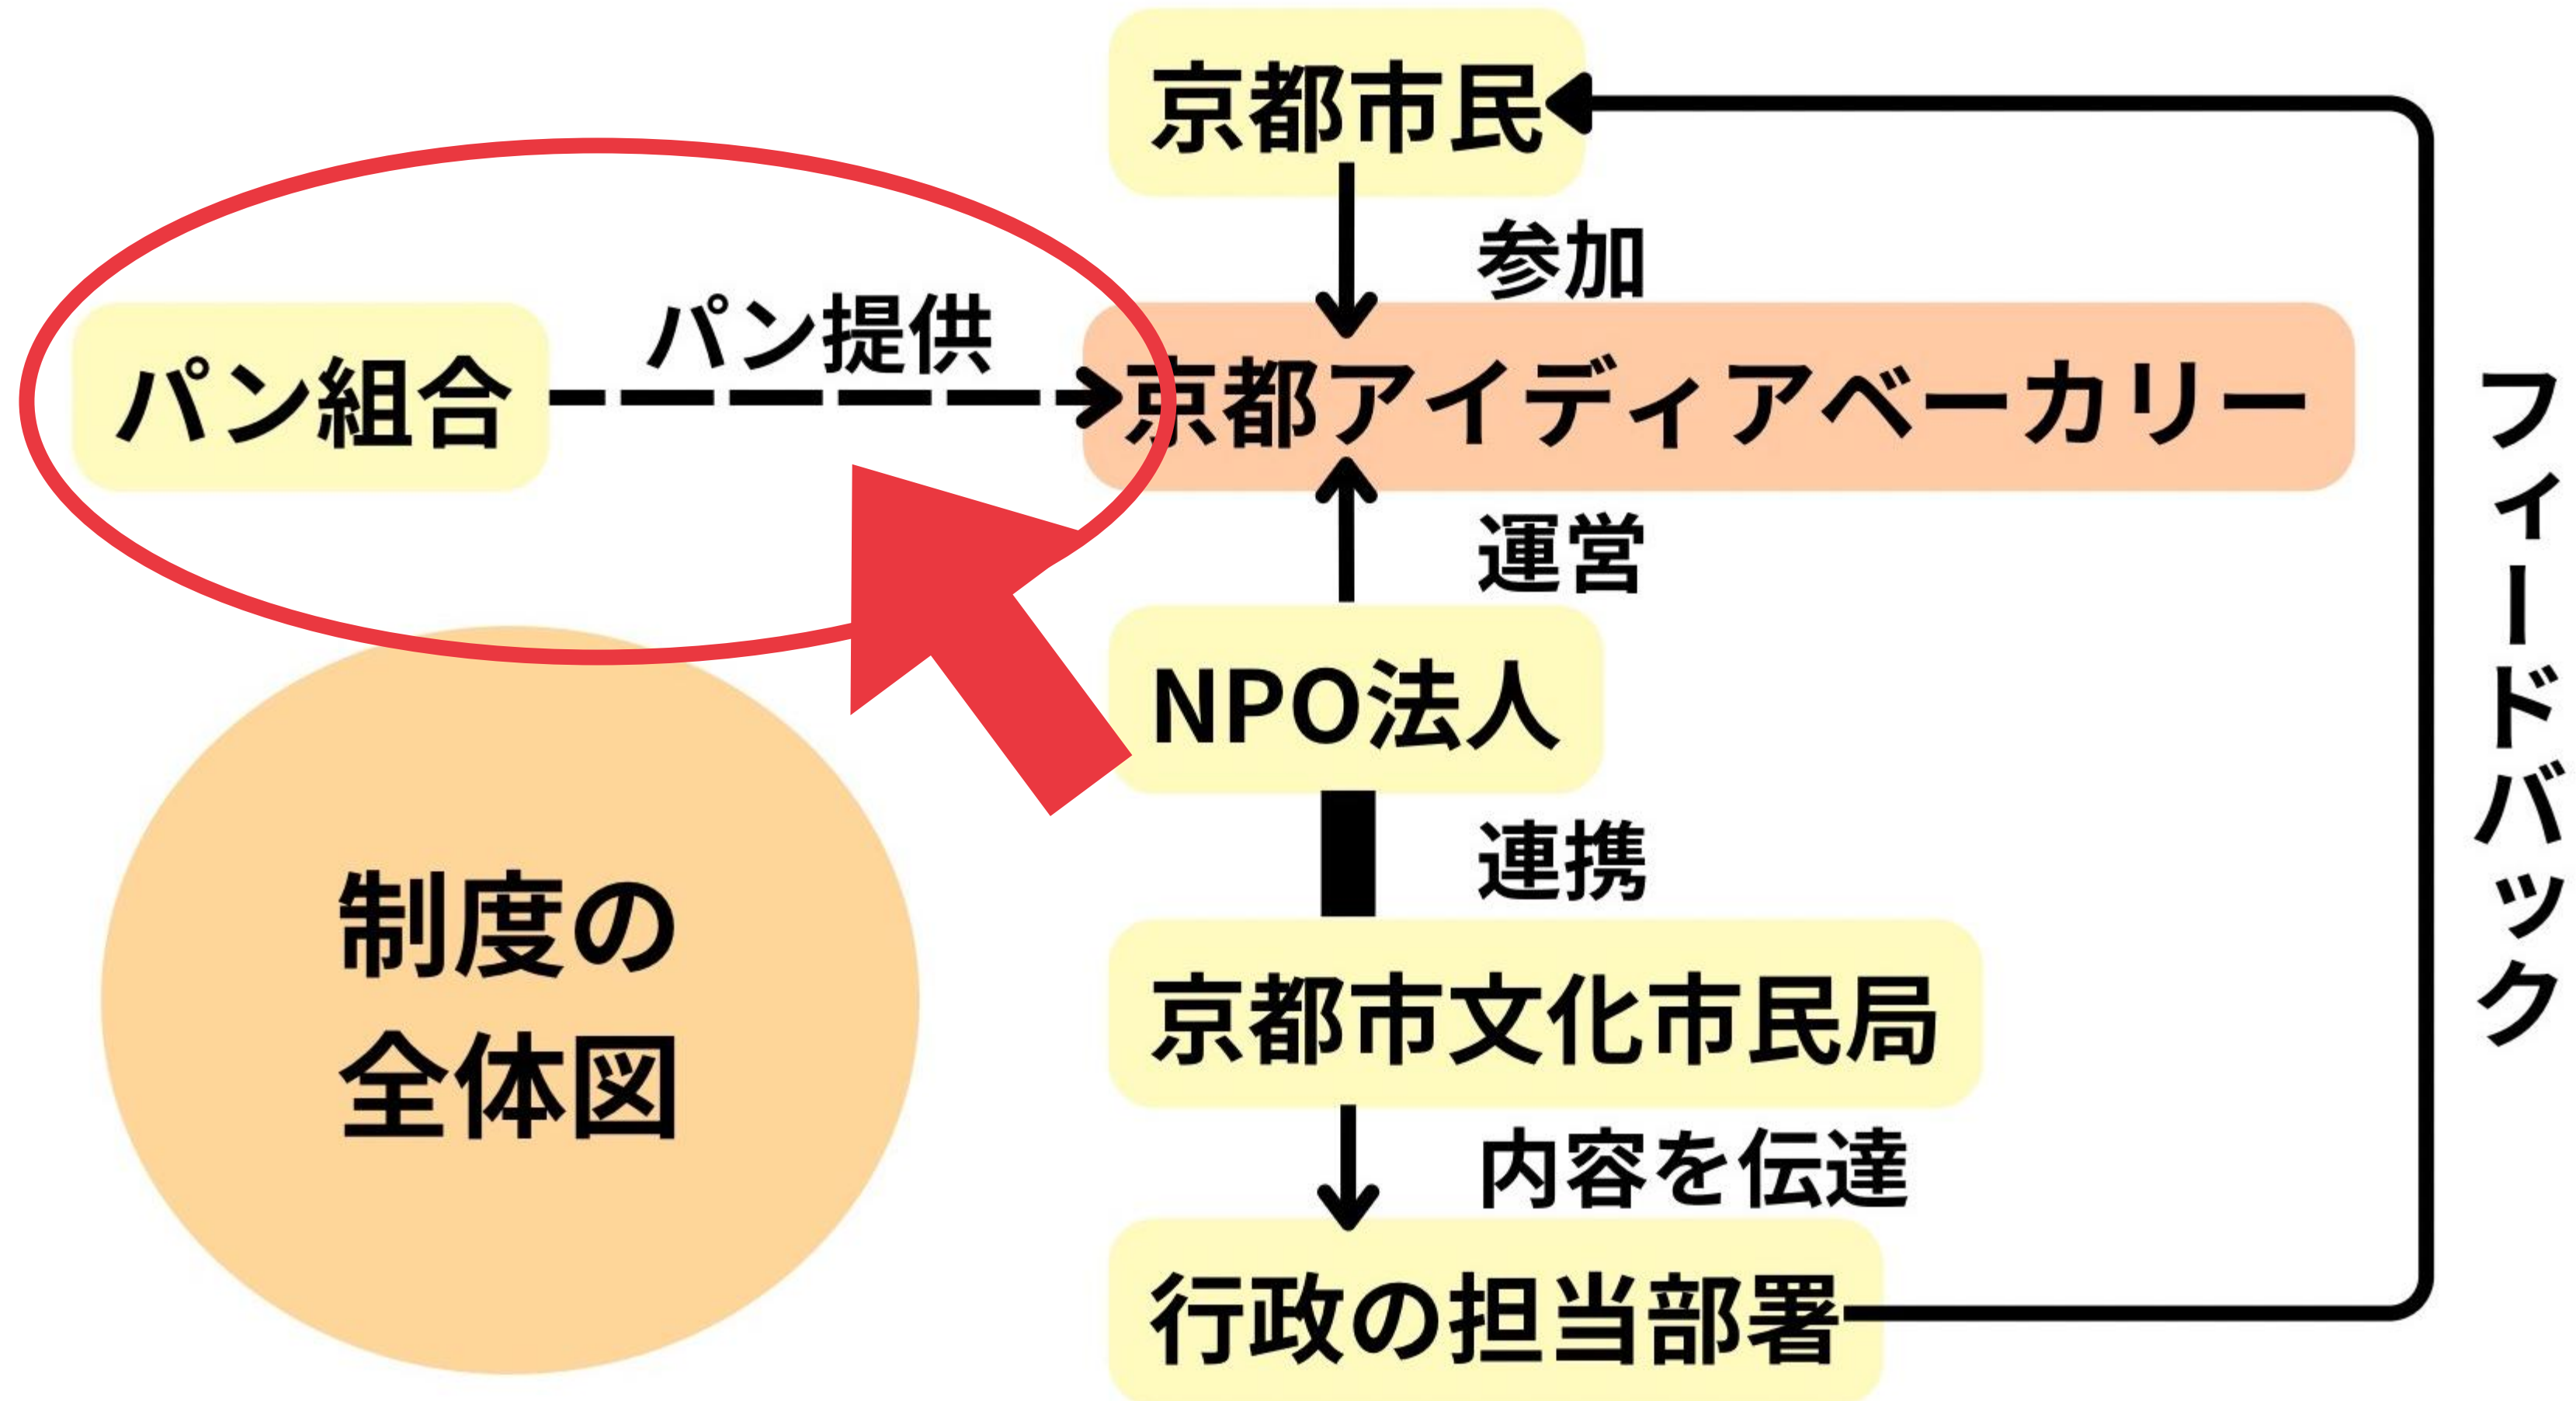 京都市民
参加
パン提供
パン組合
京都アイディアベーカリー
運営
NPO法人
連携
京都市文化市民局
内容を伝達
行政の担当部署
フィードバック
制度の
全体図